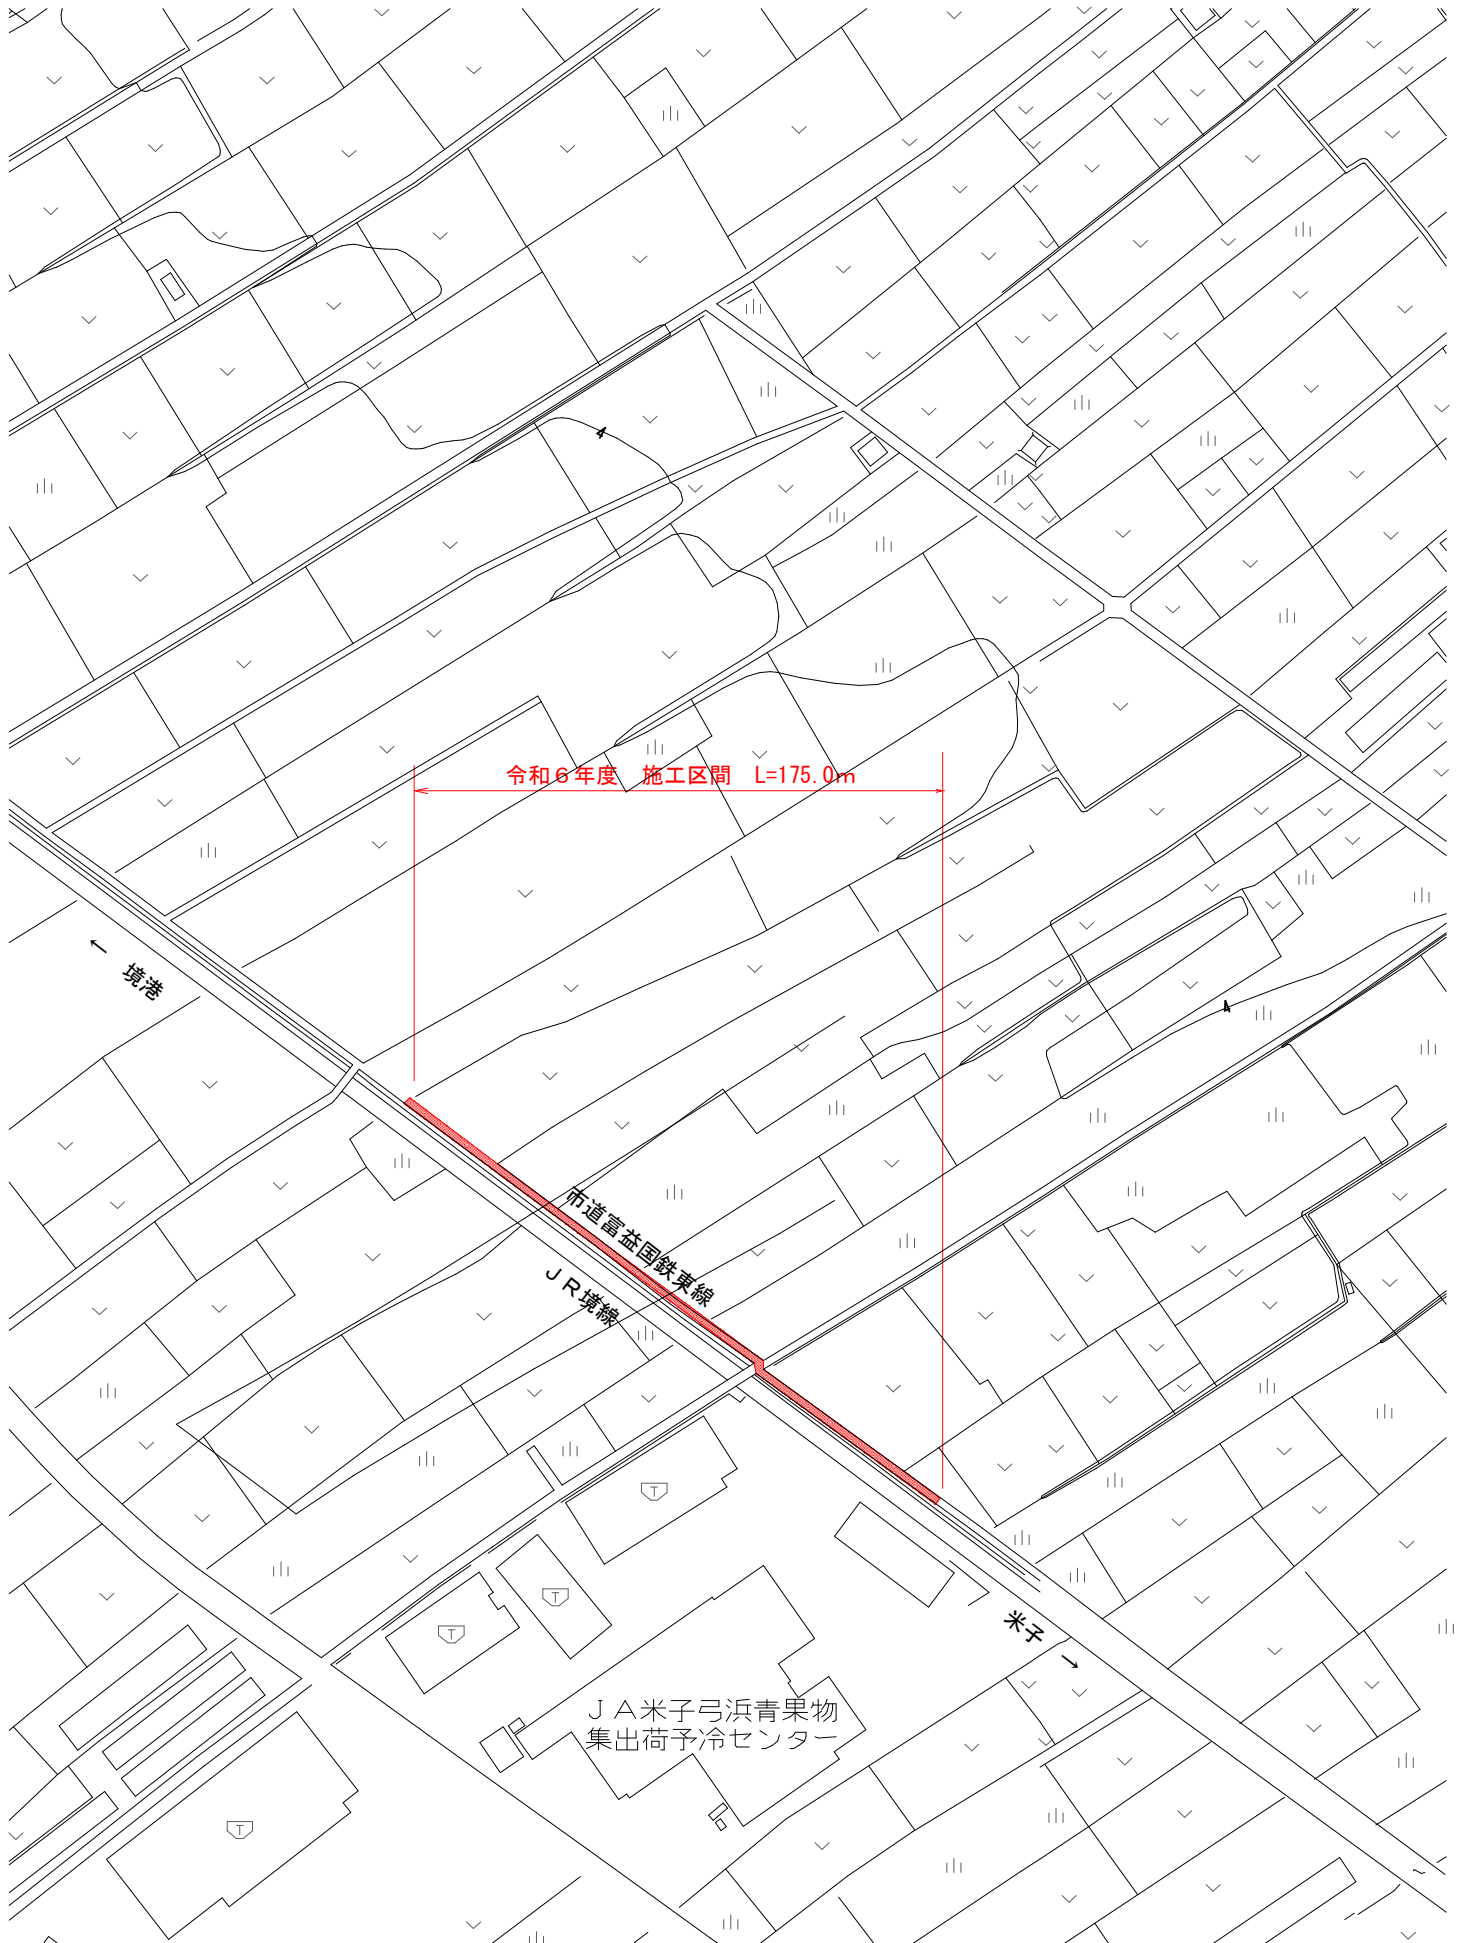 4
令和６年度　施工区間　L=175.0m
← 境港
4
市道富益国鉄東線
ＪＲ境線
T
T
T
米子 →
ＪＡ米子弓浜青果物
集出荷予冷センター
T